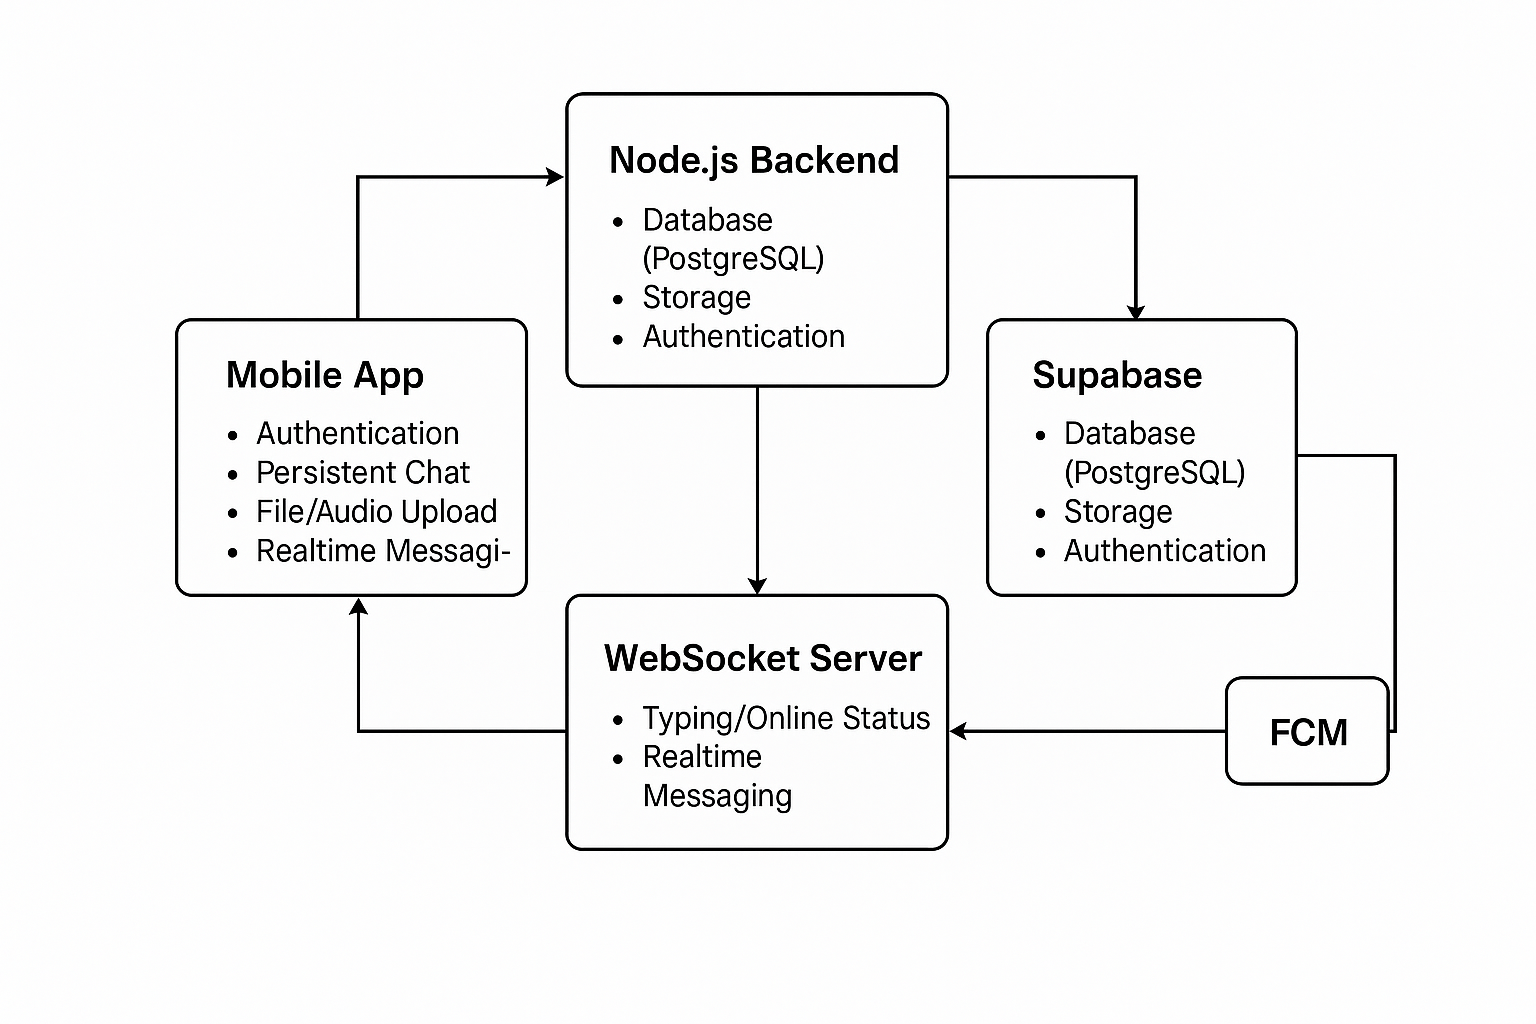 Node.js Backend
• Database
(PostgreSQL)
• Storage
• Authentication
Mobile App
• Authentication
• Persistent Chat
• File/Audio Upload
• Realtime Messagi-
Supabase
• Database
(PostgreSQL)
• Storage
• Authentication
WebSocket Server
• Typing/Online Status
• Realtime
Messaging
FCM